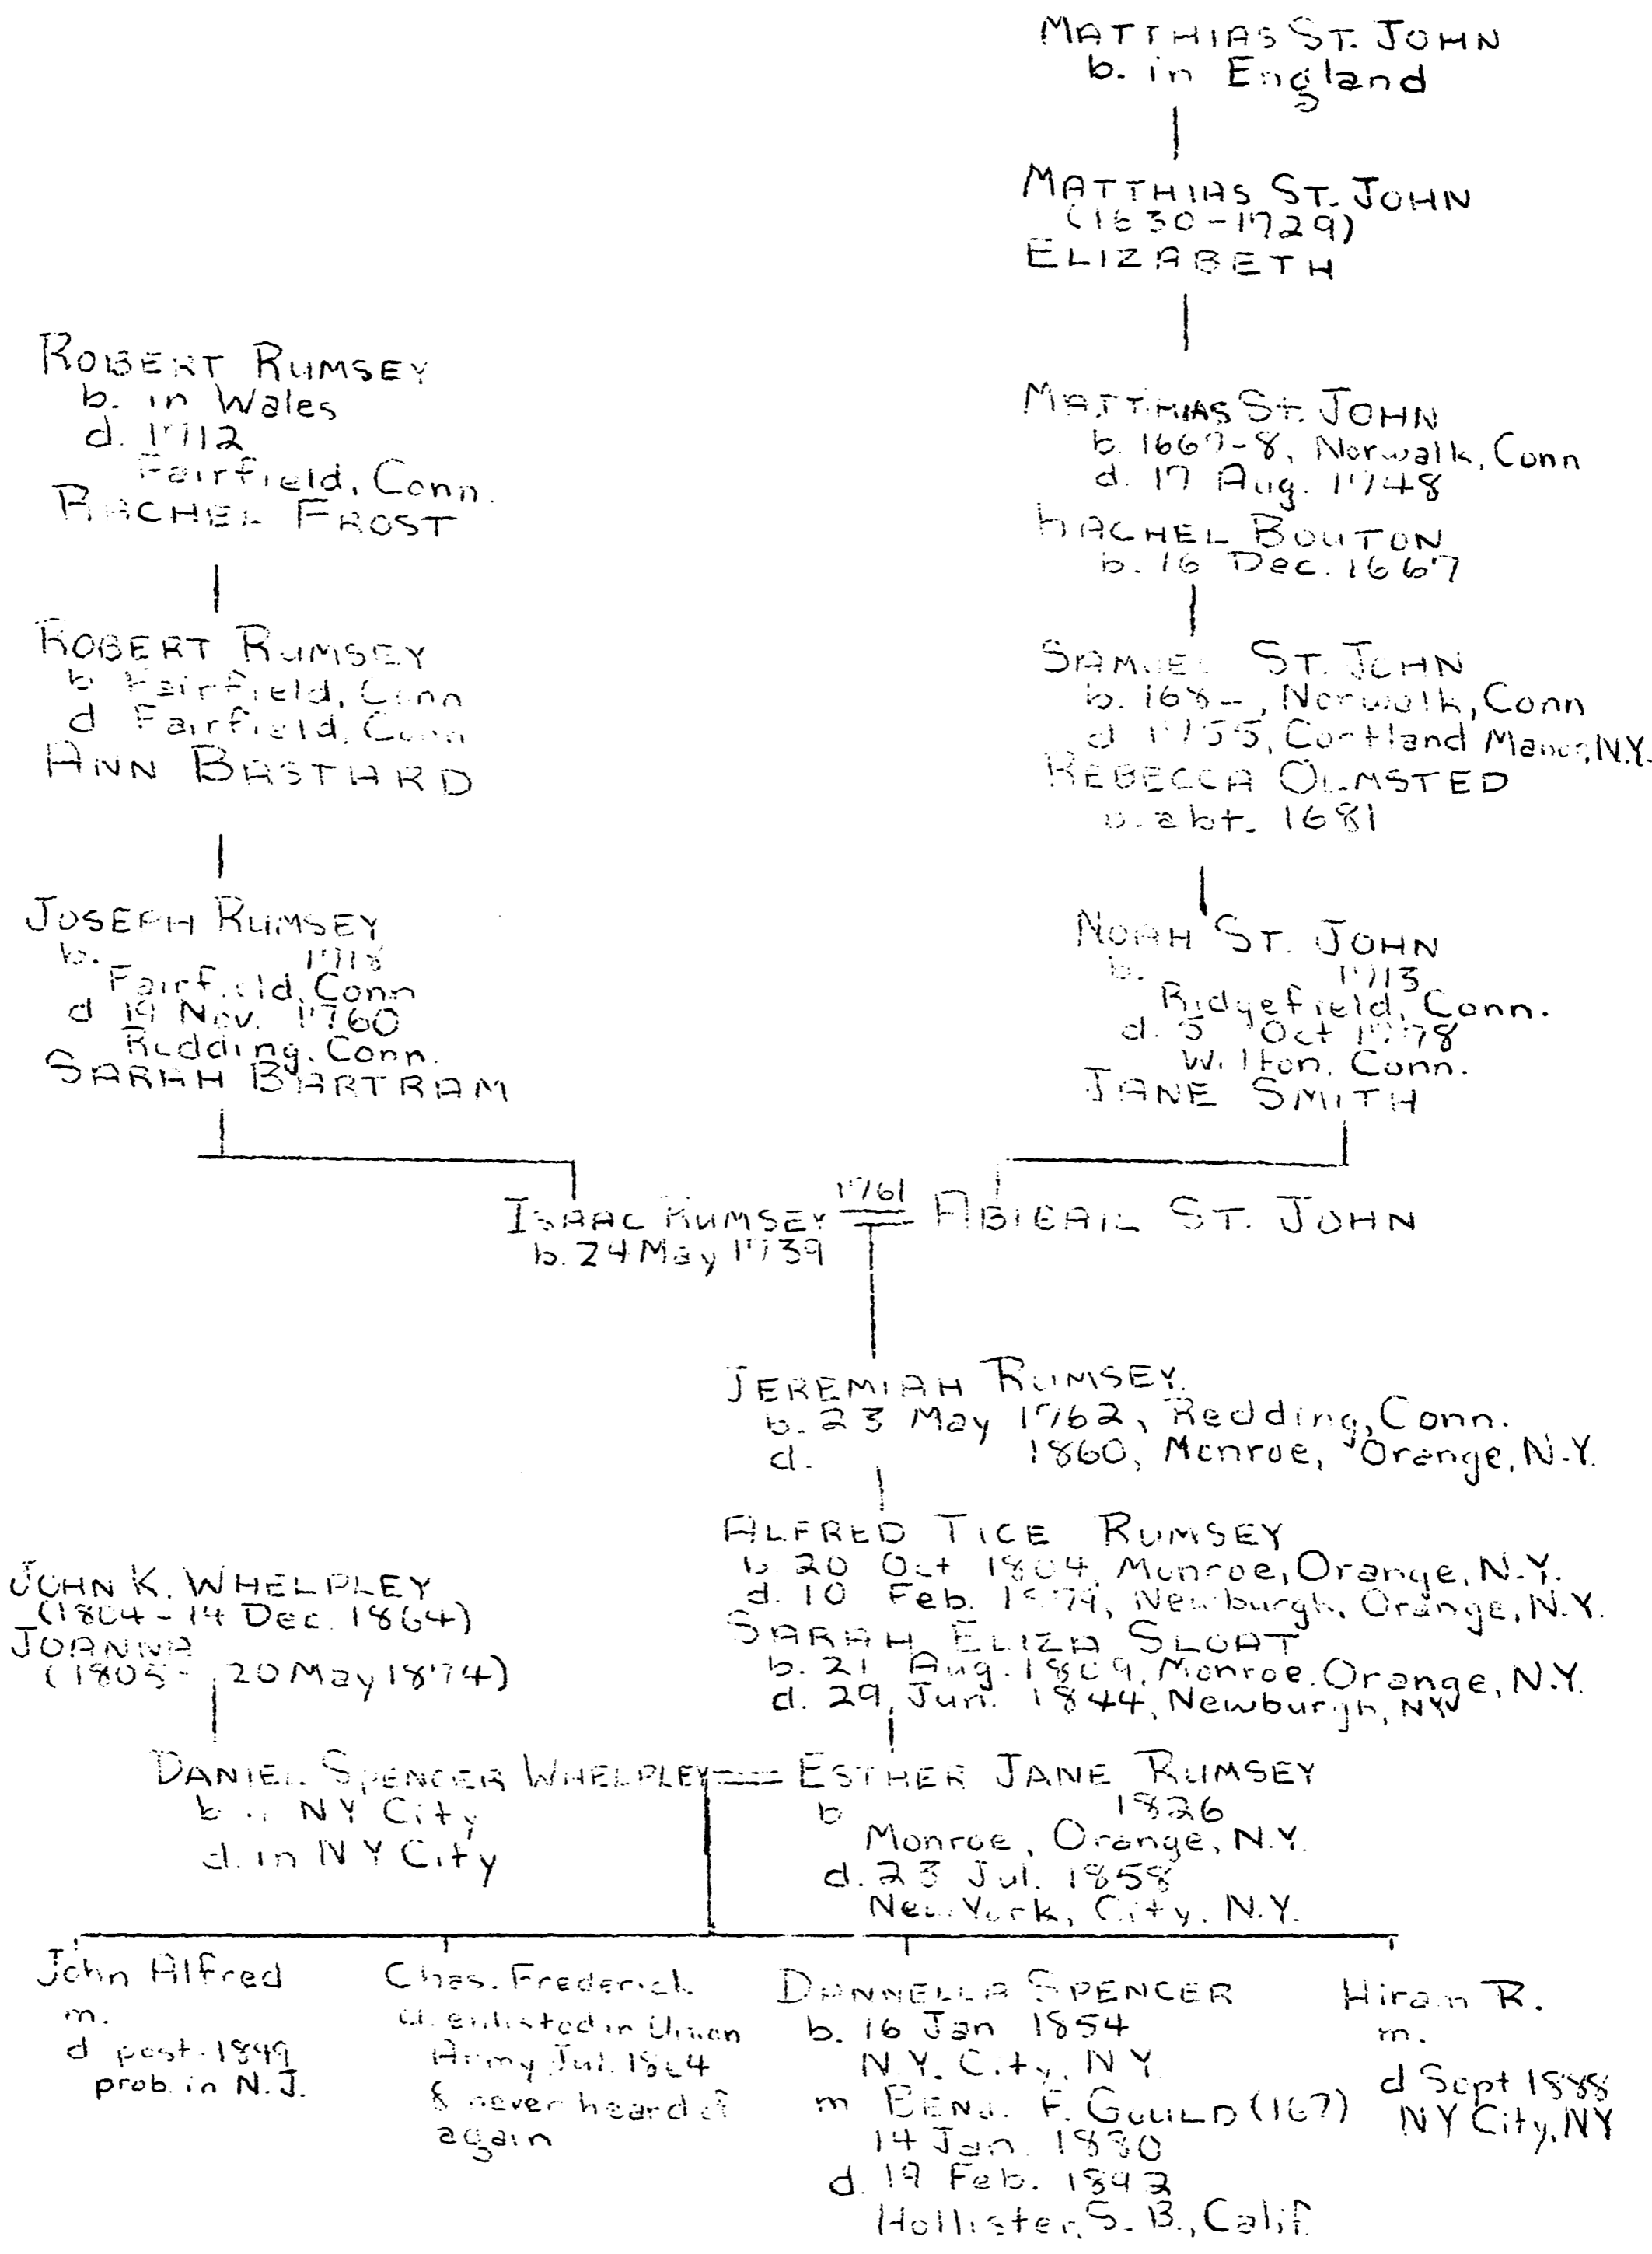 MATTHIAS ST. JOHN
b. in England
MATTHIAS ST. JOHN
(1630-1729)
ELIZABETH
MATTHIAS ST. JOHN
b. 1667-8, Norwalk, Conn
d. 17 Aug. 1748
RACHEL BOUTON
b. 16 Dec. 1667
SAMUEL ST. JOHN
b. 168-, Norwalk, Conn
d 1755, Cortland Manor, N.Y.
REBECCA OLMSTED
b. abt. 1681
NOAH ST. JOHN
b. 1713
Ridgefield, Conn.
d. 5 Oct 1778
Wilton, Conn.
JANE SMITH
ROBERT RUMSEY
b. in Wales
d. 1712
Fairfield, Conn.
RACHEL FROST
ROBERT RUMSEY
b Fairfield, Conn
d Fairfield, Conn
ANN BASTARD
JOSEPH RUMSEY
b. 1718
Fairfield, Conn
d 19 Nov. 1760
Redding, Conn.
SARAH BARTRAM
ISAAC RUMSEY 1761 ABIGAIL ST. JOHN
b. 24 May 1739
JEREMIAH RUMSEY
b. 23 May 1762, Redding, Conn.
d. 1860, Monroe, Orange, N.Y.
ALFRED TICE RUMSEY
b. 20 Oct 1804, Monroe, Orange, N.Y.
d. 10 Feb. 1879, Newburgh, Orange, N.Y.
SARAH ELIZA SLOAT
b. 21 Aug. 1809, Monroe, Orange, N.Y.
d. 29, Jun. 1844, Newburgh, NY
JOHN K. WHELPLEY
(1804-14 Dec. 1864)
JOANNA
(1805- 20 May 1874)
DANIEL SPENCER WHELPLEY == ESTHER JANE RUMSEY
b in NY City
d. in NY City
b 1826
Monroe, Orange, N.Y.
d. 23 Jul. 1858
New York, City, N.Y.
John Alfred
m.
d post-1899
prob. in N.J.
Chas. Frederick
enlisted in Union
Army Jul. 1864
& never heard of
again
DANNELLA SPENCER
b. 16 Jan 1854
N.Y. City, NY
m BENJ. F. GOULD (167)
14 Jan. 1880
d. 19 Feb. 1892
Hollister, S. B., Calif.
Hiram R.
m.
d Sept 1888
NY City, NY